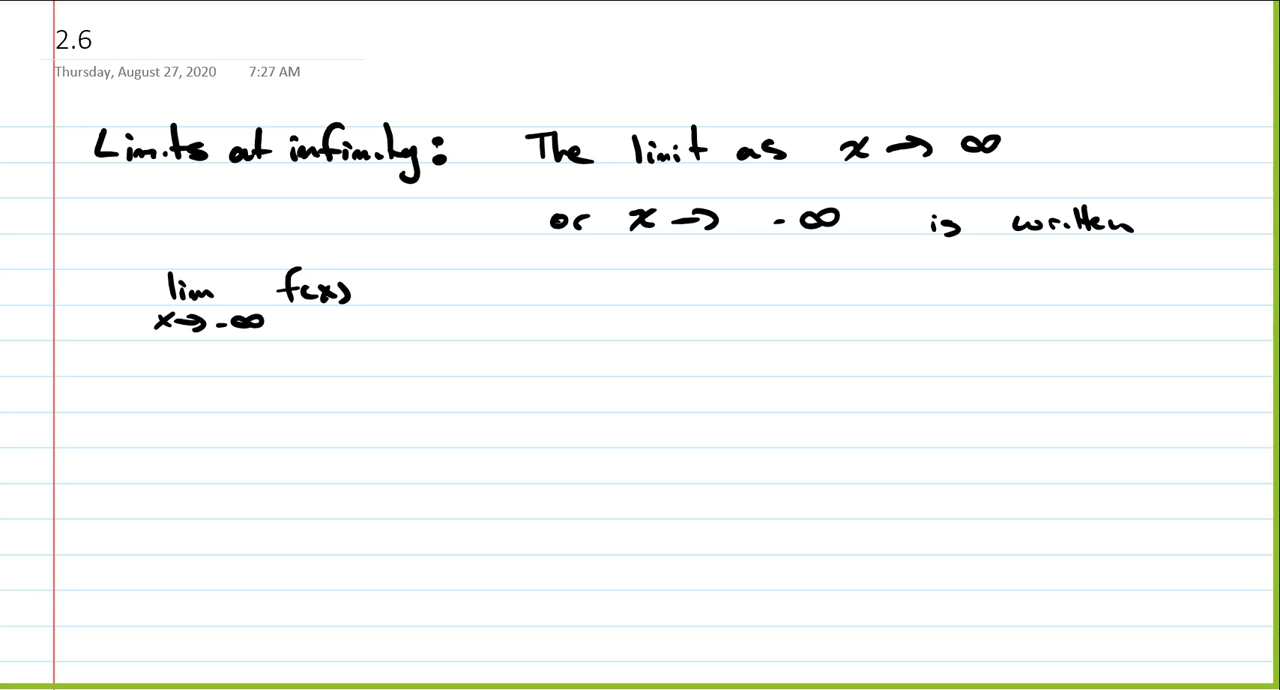 2.6
Thursday, August 27, 2020 7:27 AM
Limits at infinity: The limit as x → ∞
or x → -∞ is written
lim f(x)
x → -∞